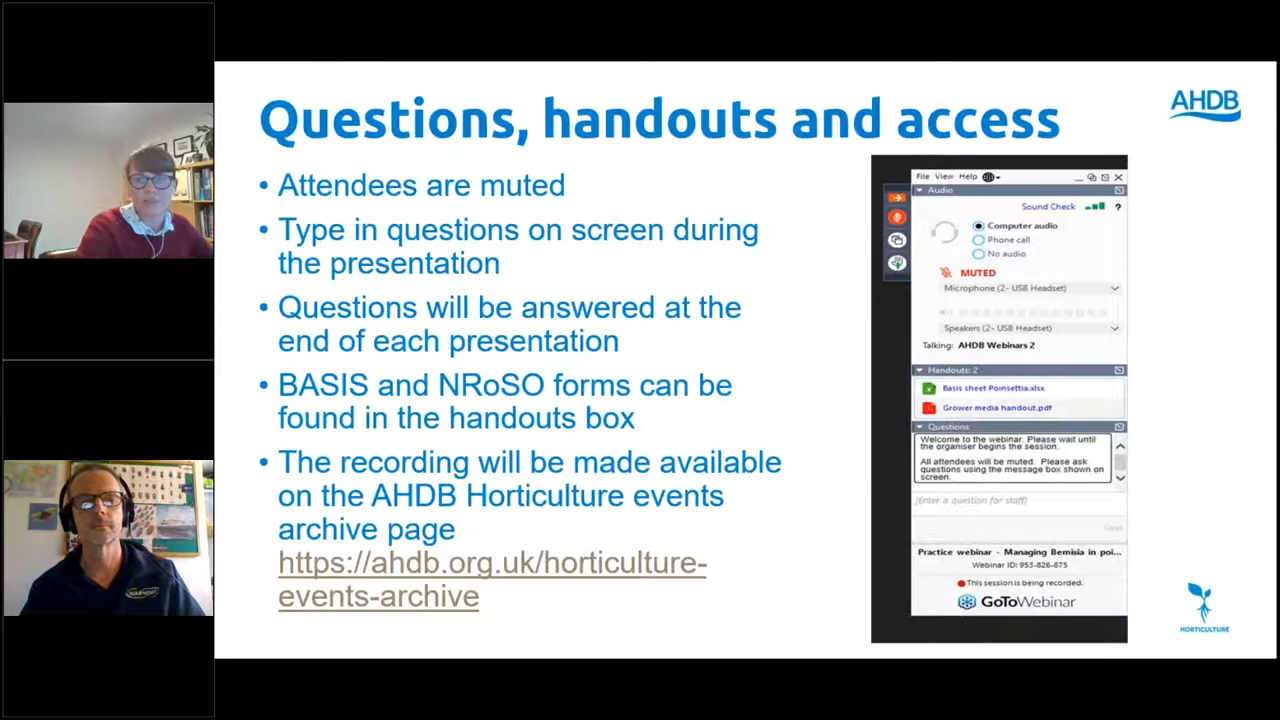 Questions, handouts and access
AHDB
• Attendees are muted
• Type in questions on screen during
the presentation
• Questions will be answered at the
end of each presentation
• BASIS and NRoSO forms can be
found in the handouts box
• The recording will be made available
on the AHDB Horticulture events
archive page
https://ahdb.org.uk/horticulture-
events-archive
File View Help
Audio
Sound Check ?
Computer audio
Phone call
No audio
MUTED
Microphone (2- USB Headset)
Speakers (2- USB Headset)
Talking: AHDB Webinars 2
Handouts: 2
Basis sheet Poinsettia.xlsx
Grower media handout.pdf
Questions
Welcome to the webinar. Please wait until
the organiser begins the session.
All attendees will be muted. Please ask
questions using the message box shown on
screen.
[Enter a question for staff]
Send
Practice webinar - Managing Bemisia in poi...
Webinar ID: 953-826-875
This session is being recorded.
GoToWebinar
HORTICULTURE